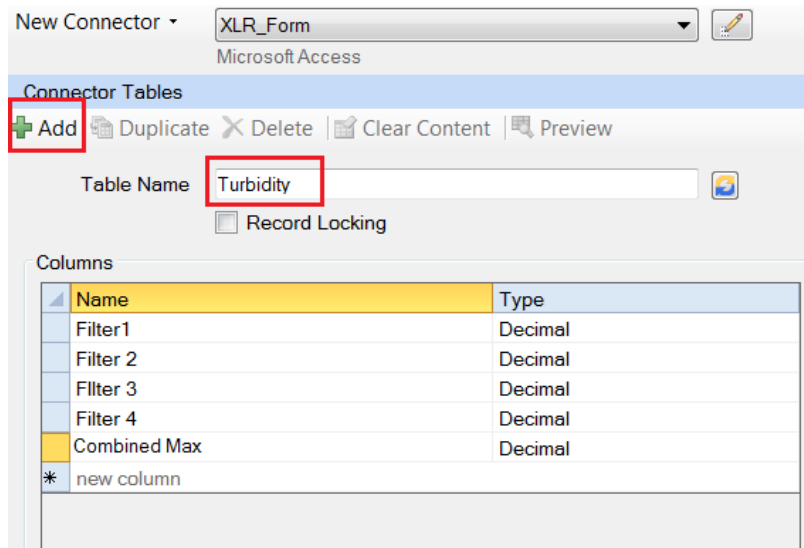 New Connector XLR_Form
Microsoft Access
Connector Tables
Add Duplicate Delete Clear Content Preview
Table Name Turbidity
Record Locking
Columns
Name Type
Filter1 Decimal
Filter 2 Decimal
FIlter 3 Decimal
Filter 4 Decimal
Combined Max Decimal
* new column